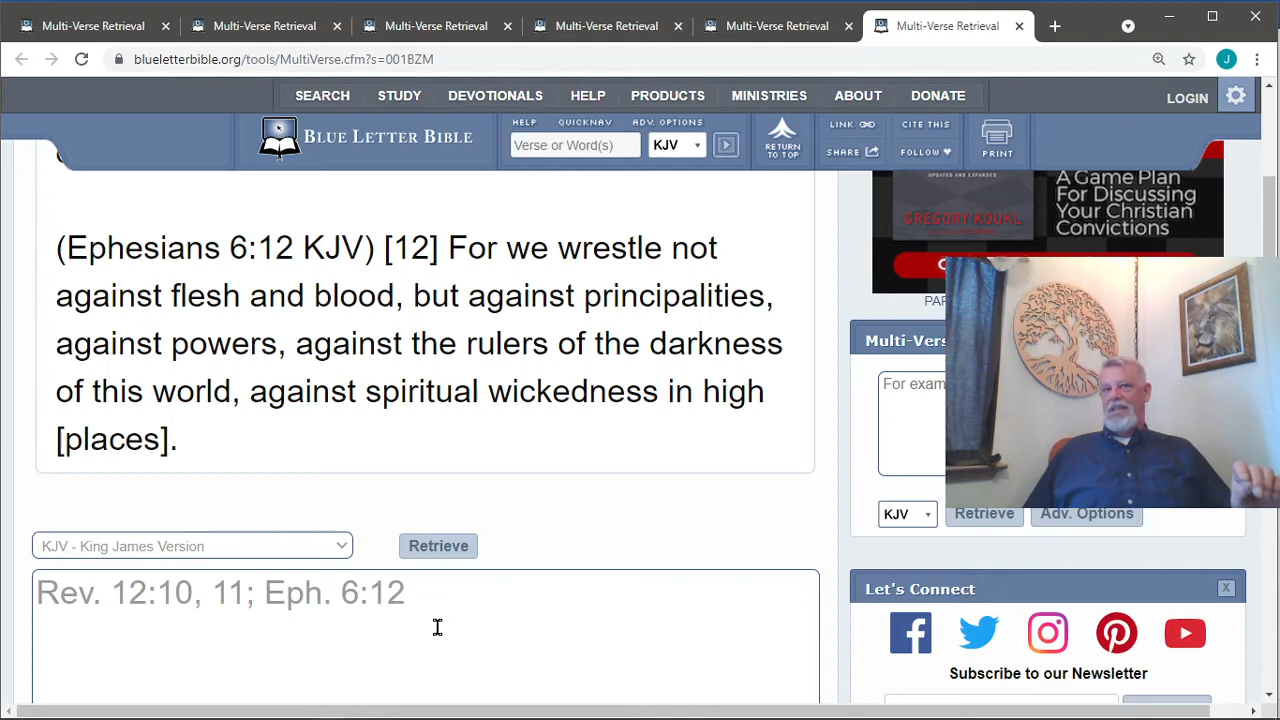 Multi-Verse Retrieval
Multi-Verse Retrieval
Multi-Verse Retrieval
Multi-Verse Retrieval
Multi-Verse Retrieval
Multi-Verse Retrieval
blueletterbible.org/tools/MultiVerse.cfm?s=001BZM
J
SEARCH STUDY DEVOTIONALS HELP PRODUCTS MINISTRIES ABOUT DONATE
LOGIN
BLUE LETTER BIBLE
HELP QUICKNAV ADV. OPTIONS
Verse or Word(s) KJV
RETURN
TO TOP
LINK CITE THIS
SHARE FOLLOW
PRINT
UPDATED AND EXPANDED
GREGORY KOUKL
A Game Plan
For Discussing
Your Christian
Convictions
(Ephesians 6:12 KJV) [12] For we wrestle not
against flesh and blood, but against principalities,
against powers, against the rulers of the darkness
of this world, against spiritual wickedness in high
[places].
KJV - King James Version Retrieve
Rev. 12:10, 11; Eph. 6:12
Multi-Vers
For exam
KJV Retrieve Adv. Options
Let's Connect X
Subscribe to our Newsletter